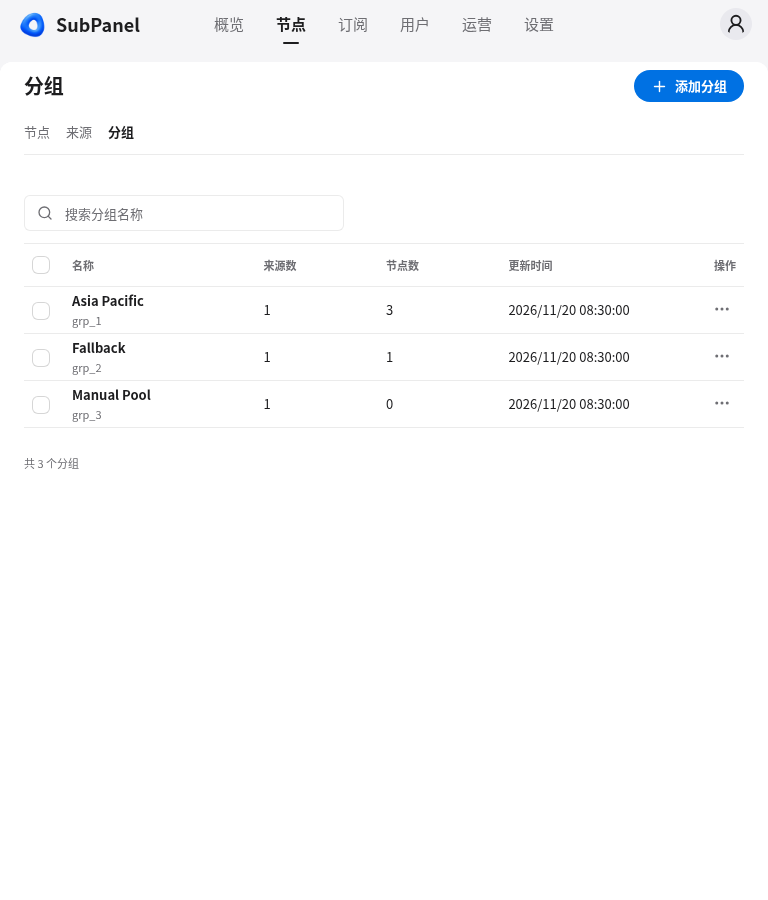 SubPanel 概览 节点 订阅 用户 运营 设置
分组 添加分组
节点 来源 分组
搜索分组名称
名称 来源数 节点数 更新时间 操作
Asia Pacific 1 3 2026/11/20 08:30:00
grp_1
Fallback 1 1 2026/11/20 08:30:00
grp_2
Manual Pool 1 0 2026/11/20 08:30:00
grp_3
共 3 个分组